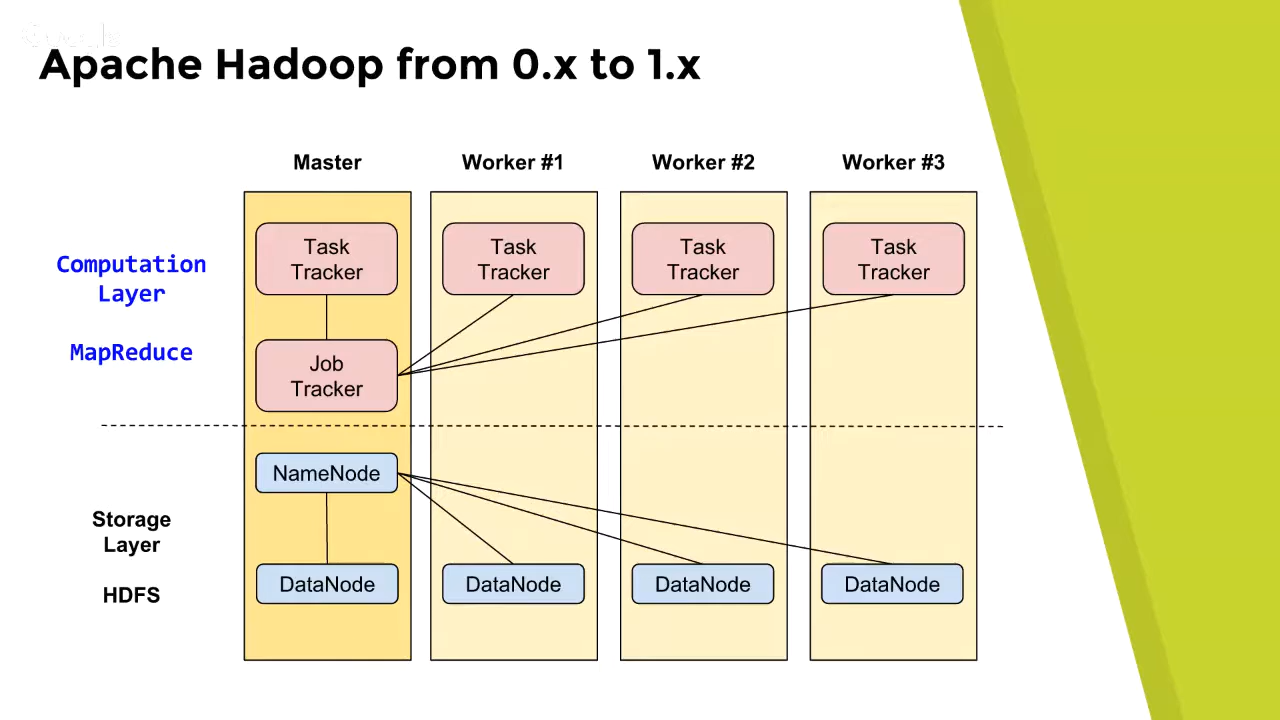 Apache Hadoop from 0.x to 1.x
Master
Worker #1
Worker #2
Worker #3
Computation
Layer
MapReduce
Task
Tracker
Task
Tracker
Task
Tracker
Task
Tracker
Job
Tracker
Storage
Layer
HDFS
NameNode
DataNode
DataNode
DataNode
DataNode